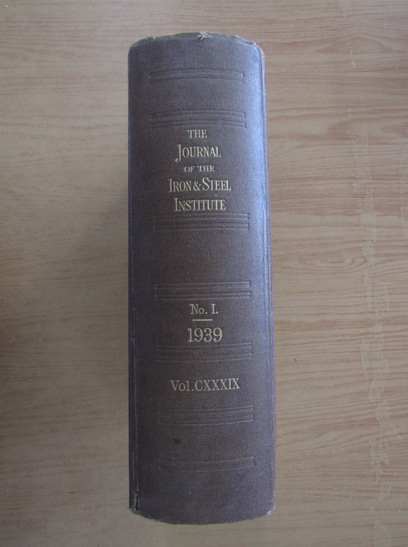 THE
JOURNAL
OF THE
IRON & STEEL
INSTITUTE
No. I.
1939
Vol. CXXXIX